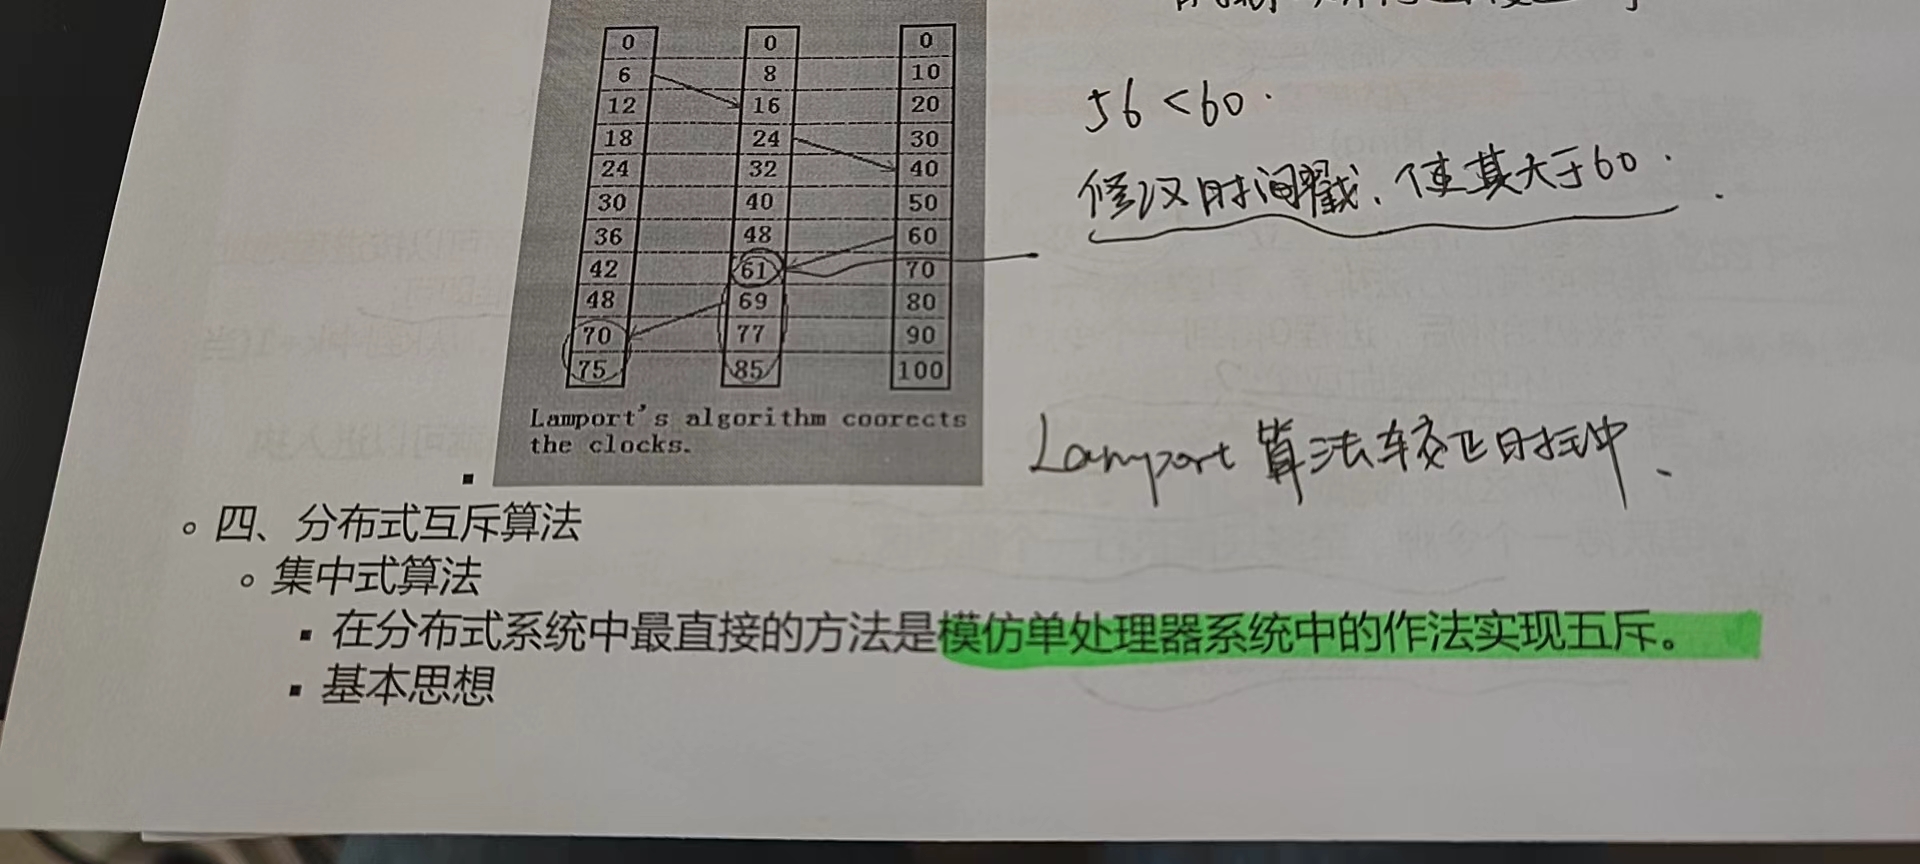 0 0 0
6 8 10
12 16 20
18 24 30
24 32 40
30 40 50
36 48 60
42 61 70
48 69 80
70 77 90
75 85 100
Lamport's algorithm coorects
the clocks.
56<60.
修改时间戳、使其大于60.
Lamport 算法校正时钟、
四、分布式互斥算法
集中式算法
在分布式系统中最直接的方法是模仿单处理器系统中的作法实现五斥。
基本思想